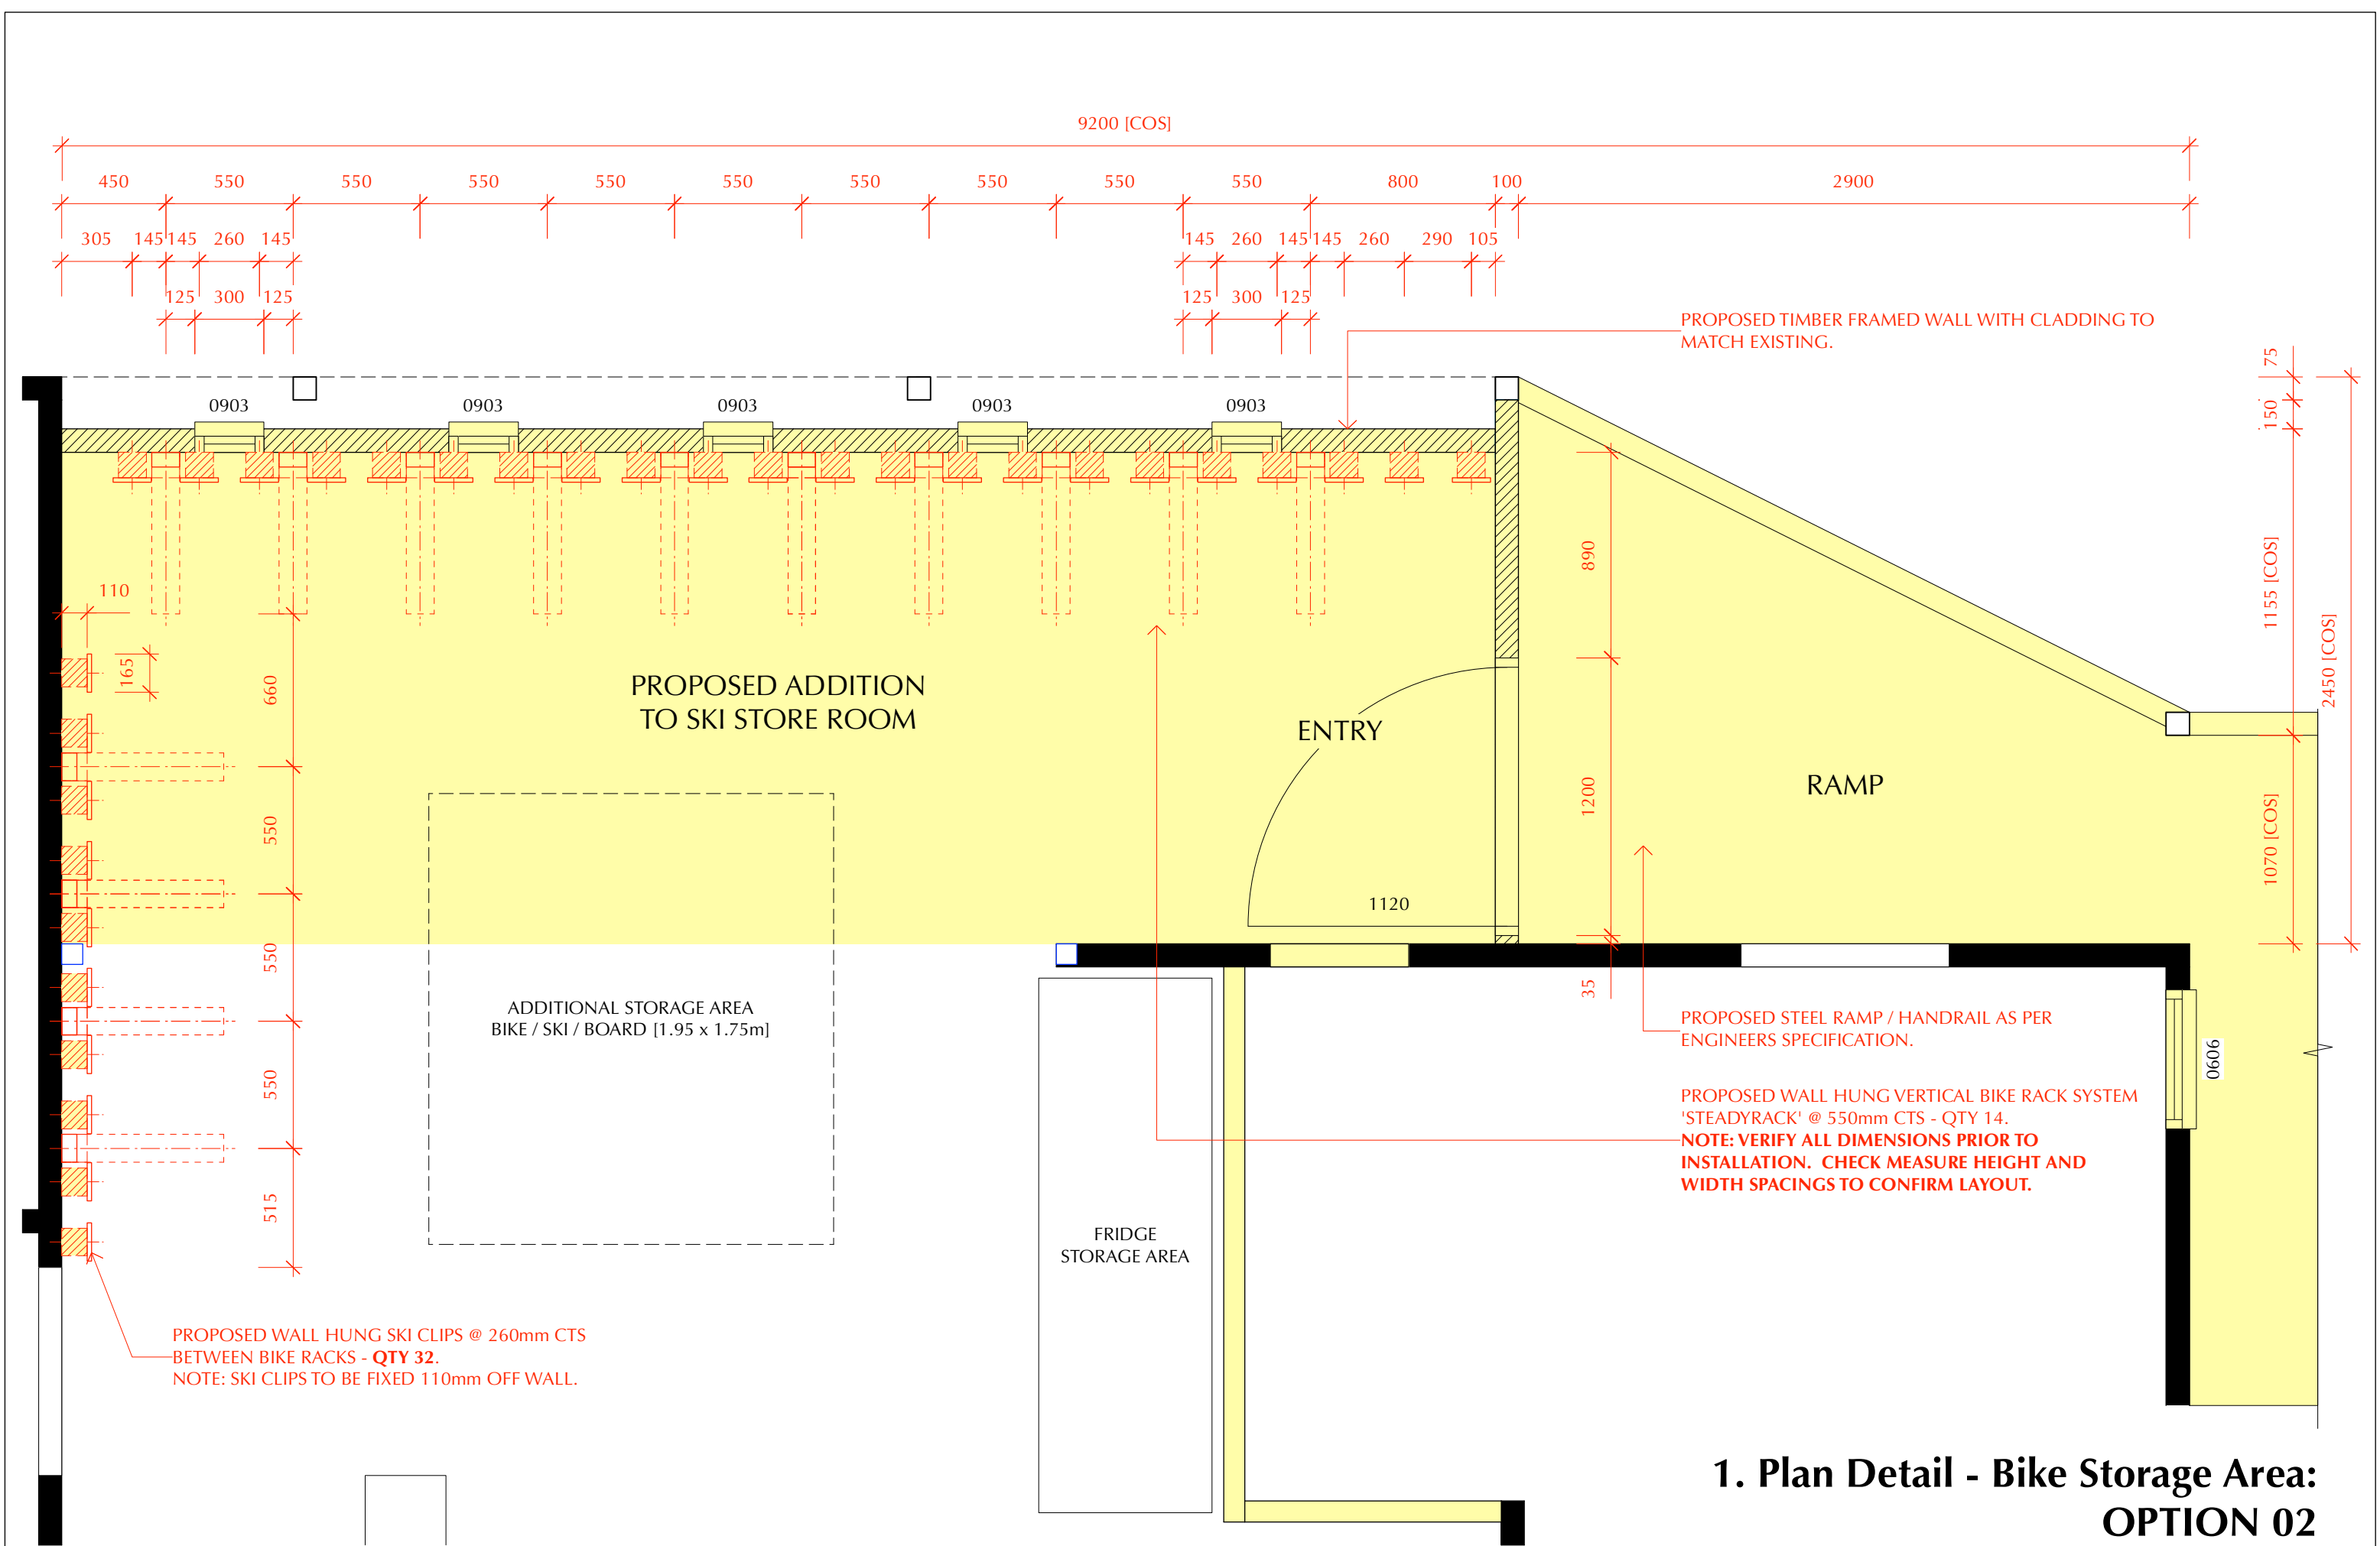 9200 [COS]
450 550 550 550 550 550 550 550 550 550 800 100 2900
305 145 145 260 145 145 260 145 145 260 290 105
125 300 125 125 300 125
PROPOSED TIMBER FRAMED WALL WITH CLADDING TO
MATCH EXISTING.
75
150
1155 [COS]
2450 [COS]
1070 [COS]
0903 0903 0903 0903 0903
110
165
660
550
550
550
515
890
1200
35
PROPOSED ADDITION
TO SKI STORE ROOM
ENTRY
RAMP
1120
ADDITIONAL STORAGE AREA
BIKE / SKI / BOARD [1.95 x 1.75m]
PROPOSED STEEL RAMP / HANDRAIL AS PER
ENGINEERS SPECIFICATION.
0606
PROPOSED WALL HUNG VERTICAL BIKE RACK SYSTEM
'STEADYRACK' @ 550mm CTS - QTY 14.
NOTE: VERIFY ALL DIMENSIONS PRIOR TO
INSTALLATION. CHECK MEASURE HEIGHT AND
WIDTH SPACINGS TO CONFIRM LAYOUT.
FRIDGE
STORAGE AREA
PROPOSED WALL HUNG SKI CLIPS @ 260mm CTS
BETWEEN BIKE RACKS - QTY 32.
NOTE: SKI CLIPS TO BE FIXED 110mm OFF WALL.
1. Plan Detail - Bike Storage Area:
OPTION 02